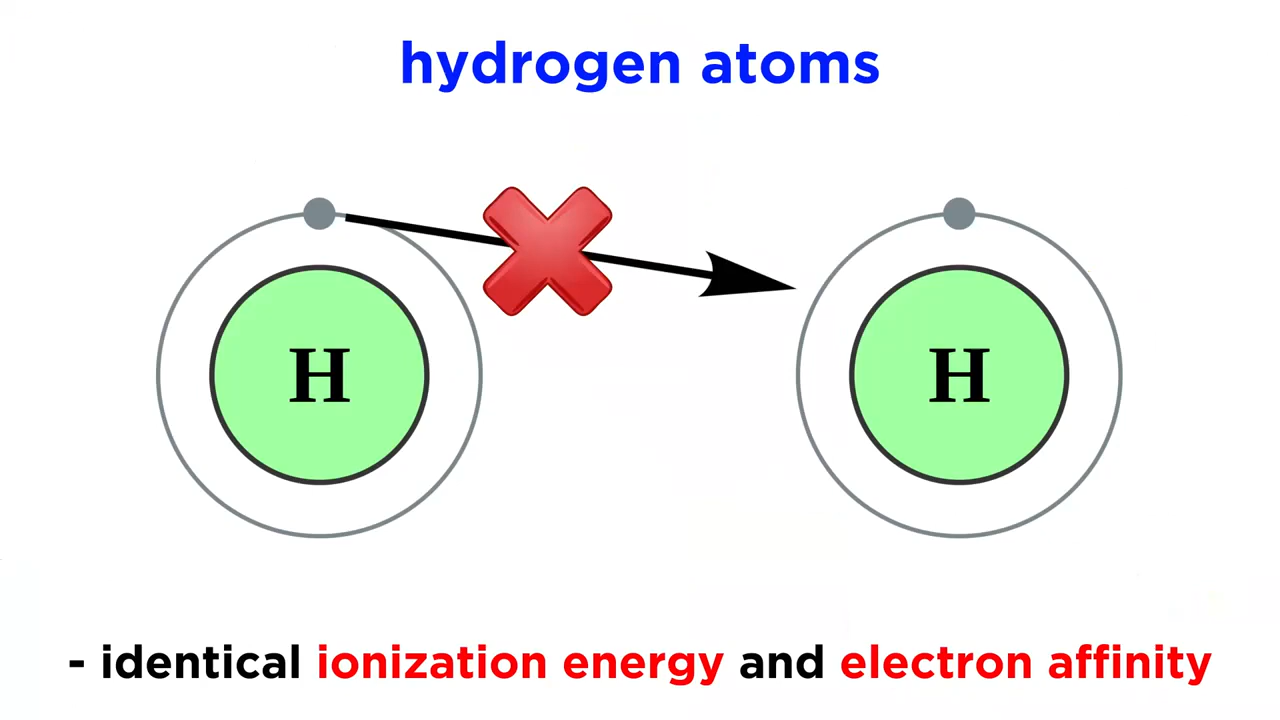 hydrogen atoms
H
H
- identical ionization energy and electron affinity